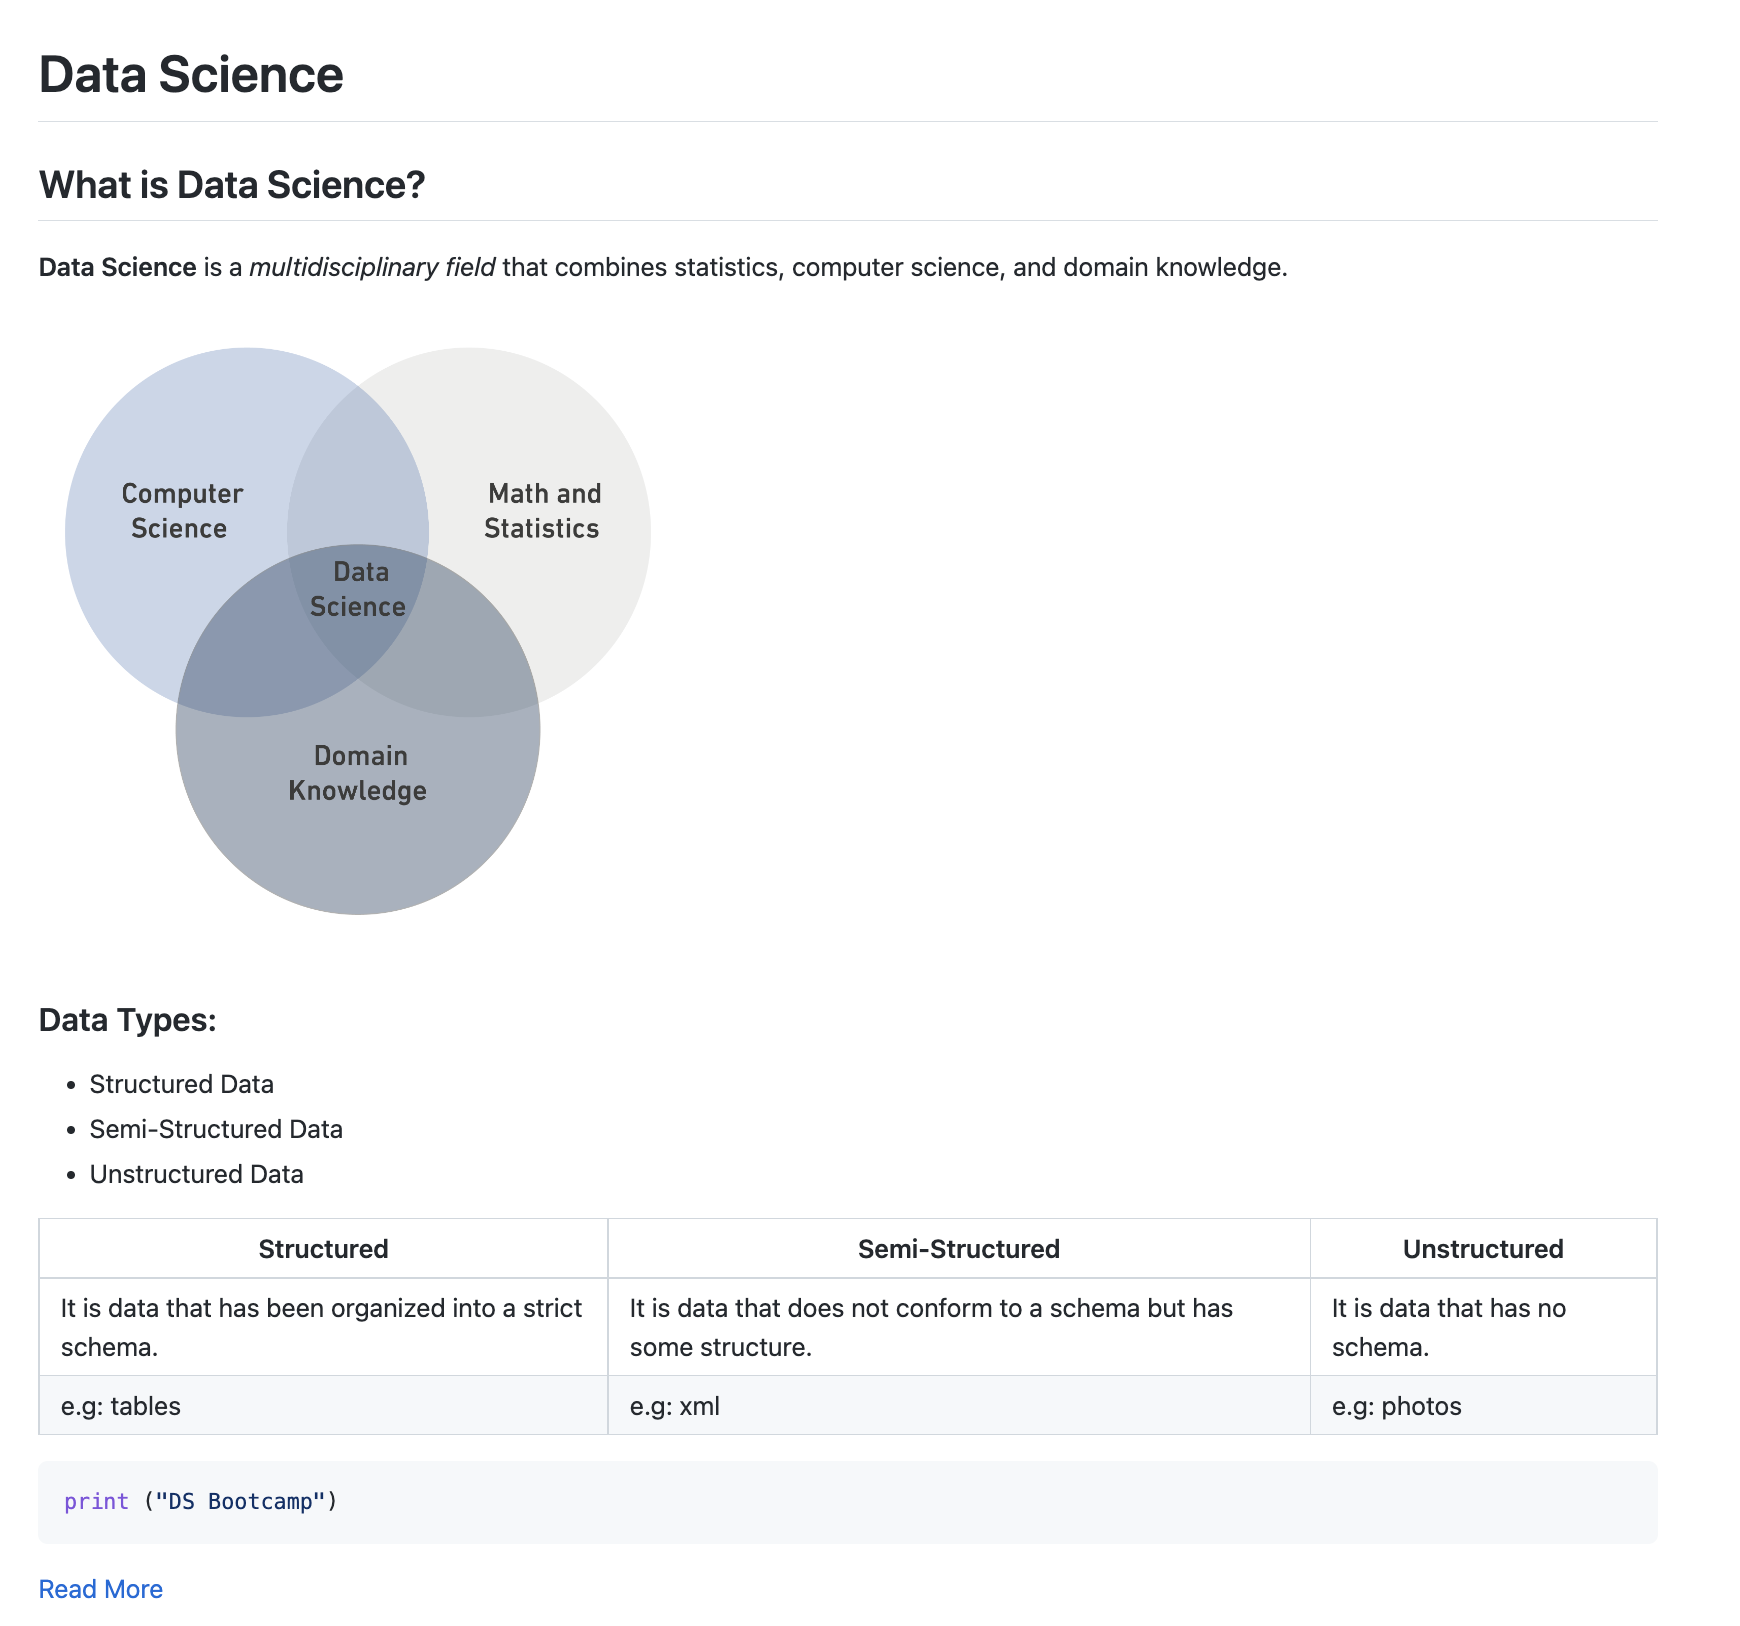 Data Science
What is Data Science?
Data Science is a multidisciplinary field that combines statistics, computer science, and domain knowledge.
Computer
Science
Math and
Statistics
Data
Science
Domain
Knowledge
Data Types:
• Structured Data
• Semi-Structured Data
• Unstructured Data
Structured
Semi-Structured
Unstructured
It is data that has been organized into a strict
schema.
It is data that does not conform to a schema but has
some structure.
It is data that has no
schema.
e.g: tables
e.g: xml
e.g: photos
print ("DS Bootcamp")
Read More